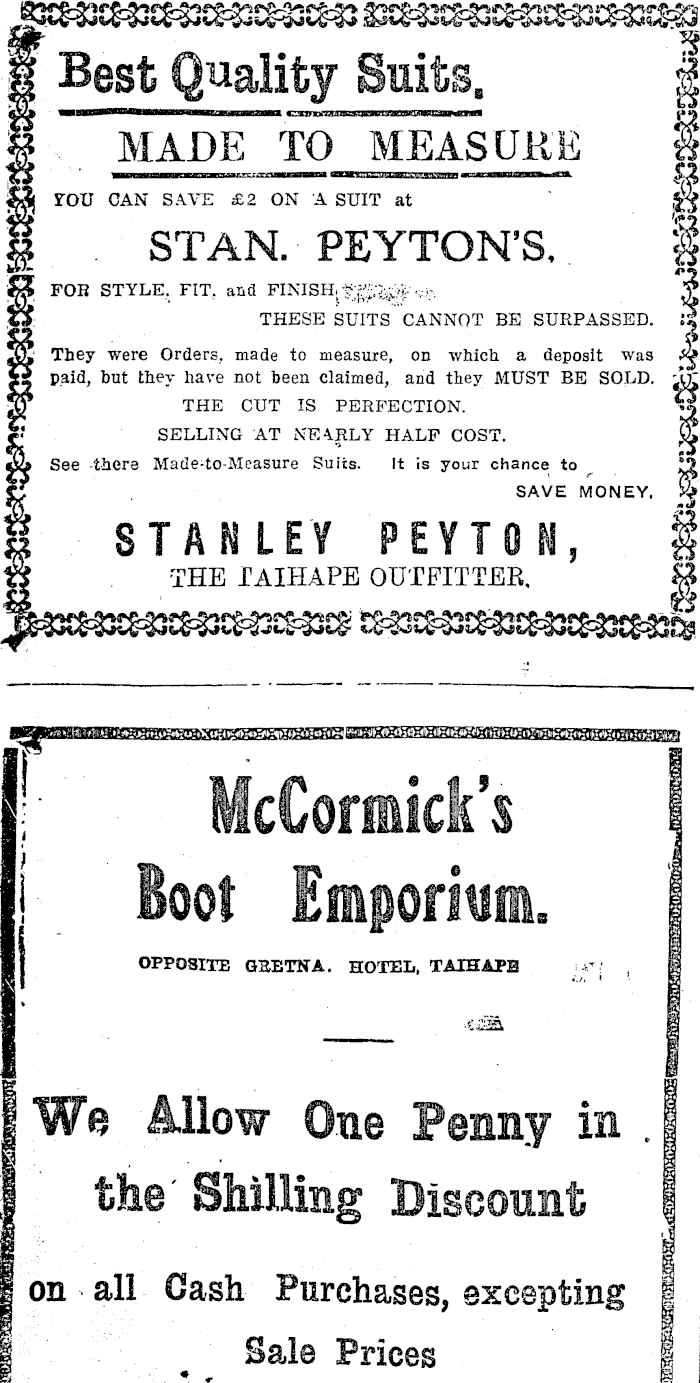 Best Quality Suits.
MADE TO MEASURE
YOU CAN SAVE £2 ON A SUIT at
STAN. PEYTON'S.
FOR STYLE, FIT, and FINISH
THESE SUITS CANNOT BE SURPASSED.
They were Orders, made to measure, on which a deposit was
paid, but they have not been claimed, and they MUST BE SOLD.
THE CUT IS PERFECTION.
SELLING AT NEARLY HALF COST.
See there Made-to-Measure Suits. It is your chance to
SAVE MONEY.
STANLEY PEYTON,
THE TAIHAPE OUTFITTER.
McCormick's
Boot Emporium.
OPPOSITE GRETNA. HOTEL, TAIHAPE
We Allow One Penny in
the Shilling Discount
on all Cash Purchases, excepting
Sale Prices